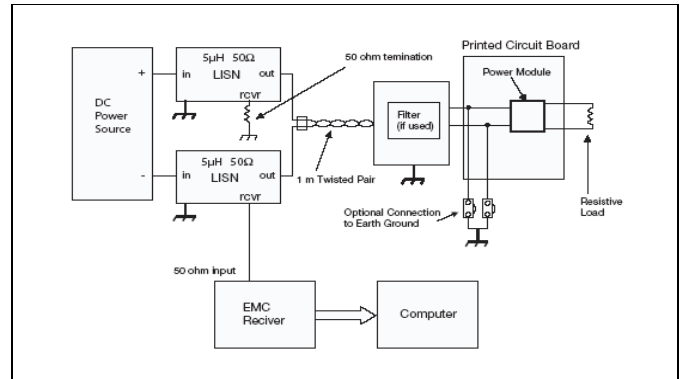 Printed Circuit Board
5μH 50Ω
in
out
LISN
rcvr
+
50 ohm temination
Power Module
DC
Power
Source
Filter
(if used)
5μH 50Ω
-
in
out
LISN
rcvr
1 m Twisted Pair
Optional Connection
to Earth Ground
Resistive
Load
50 ohm input
EMC
Reciver
Computer